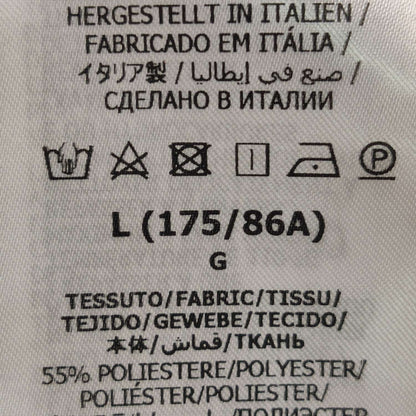 HERGESTELLT IN ITALIEN /
FABRICADO EM ITÁLIA /
イタリア製 / صنع في إيطاليا /
СДЕЛАНО В ИТАЛИИ
P
L (175/86A)
G
TESSUTO/FABRIC/TISSU/
TEJIDO/GEWEBE/TECIDO/
本体/قماش/ТКАНЬ
55% POLIESTERE/POLYESTER/
POLIÉSTER/POLIESTER/